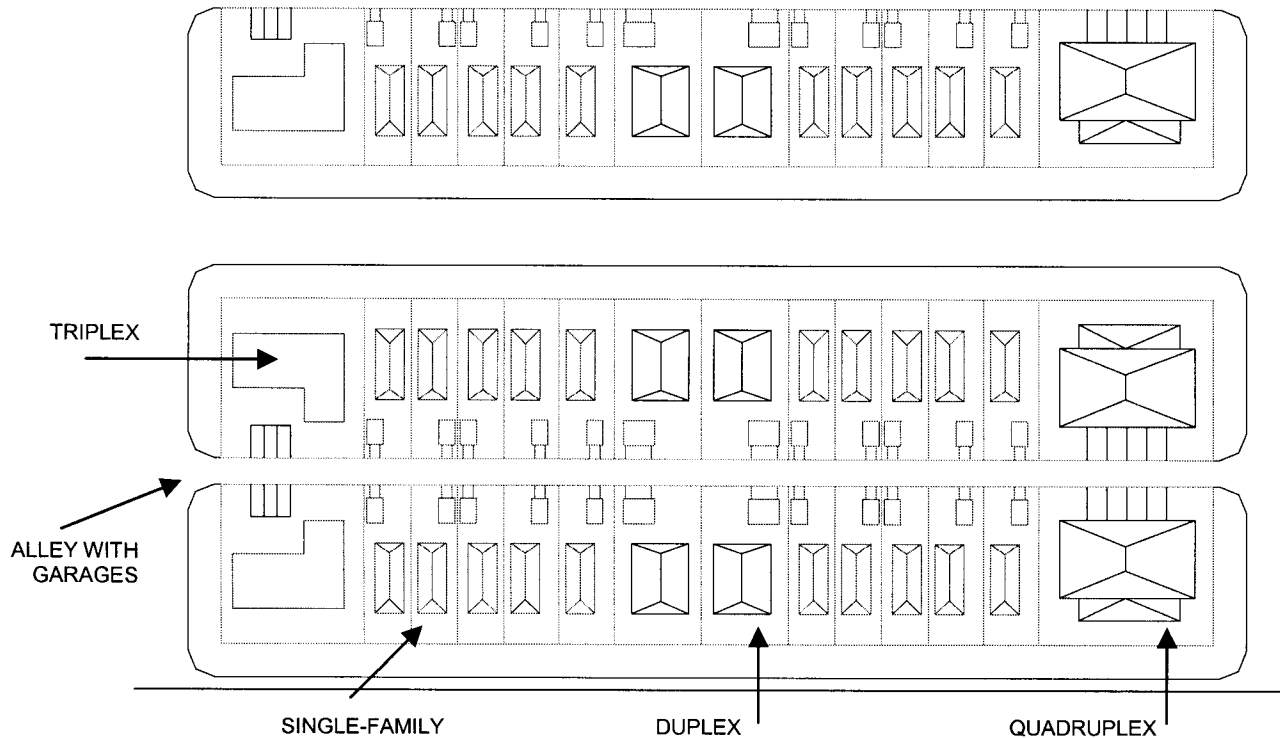 TRIPLEX
ALLEY WITH
GARAGES
SINGLE-FAMILY
DUPLEX
QUADRUPLEX